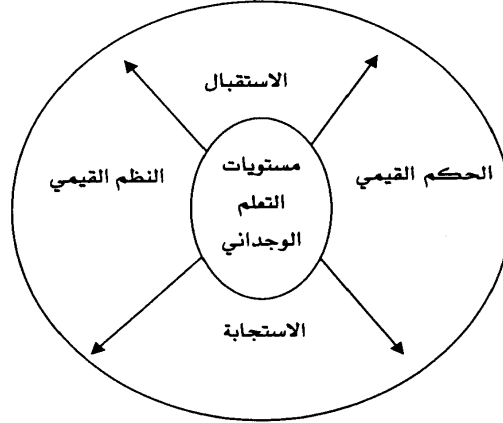 الاستقبال
الحكم القيمي
مستويات
التعلم
الوجداني
النظم القيمي
الاستجابة